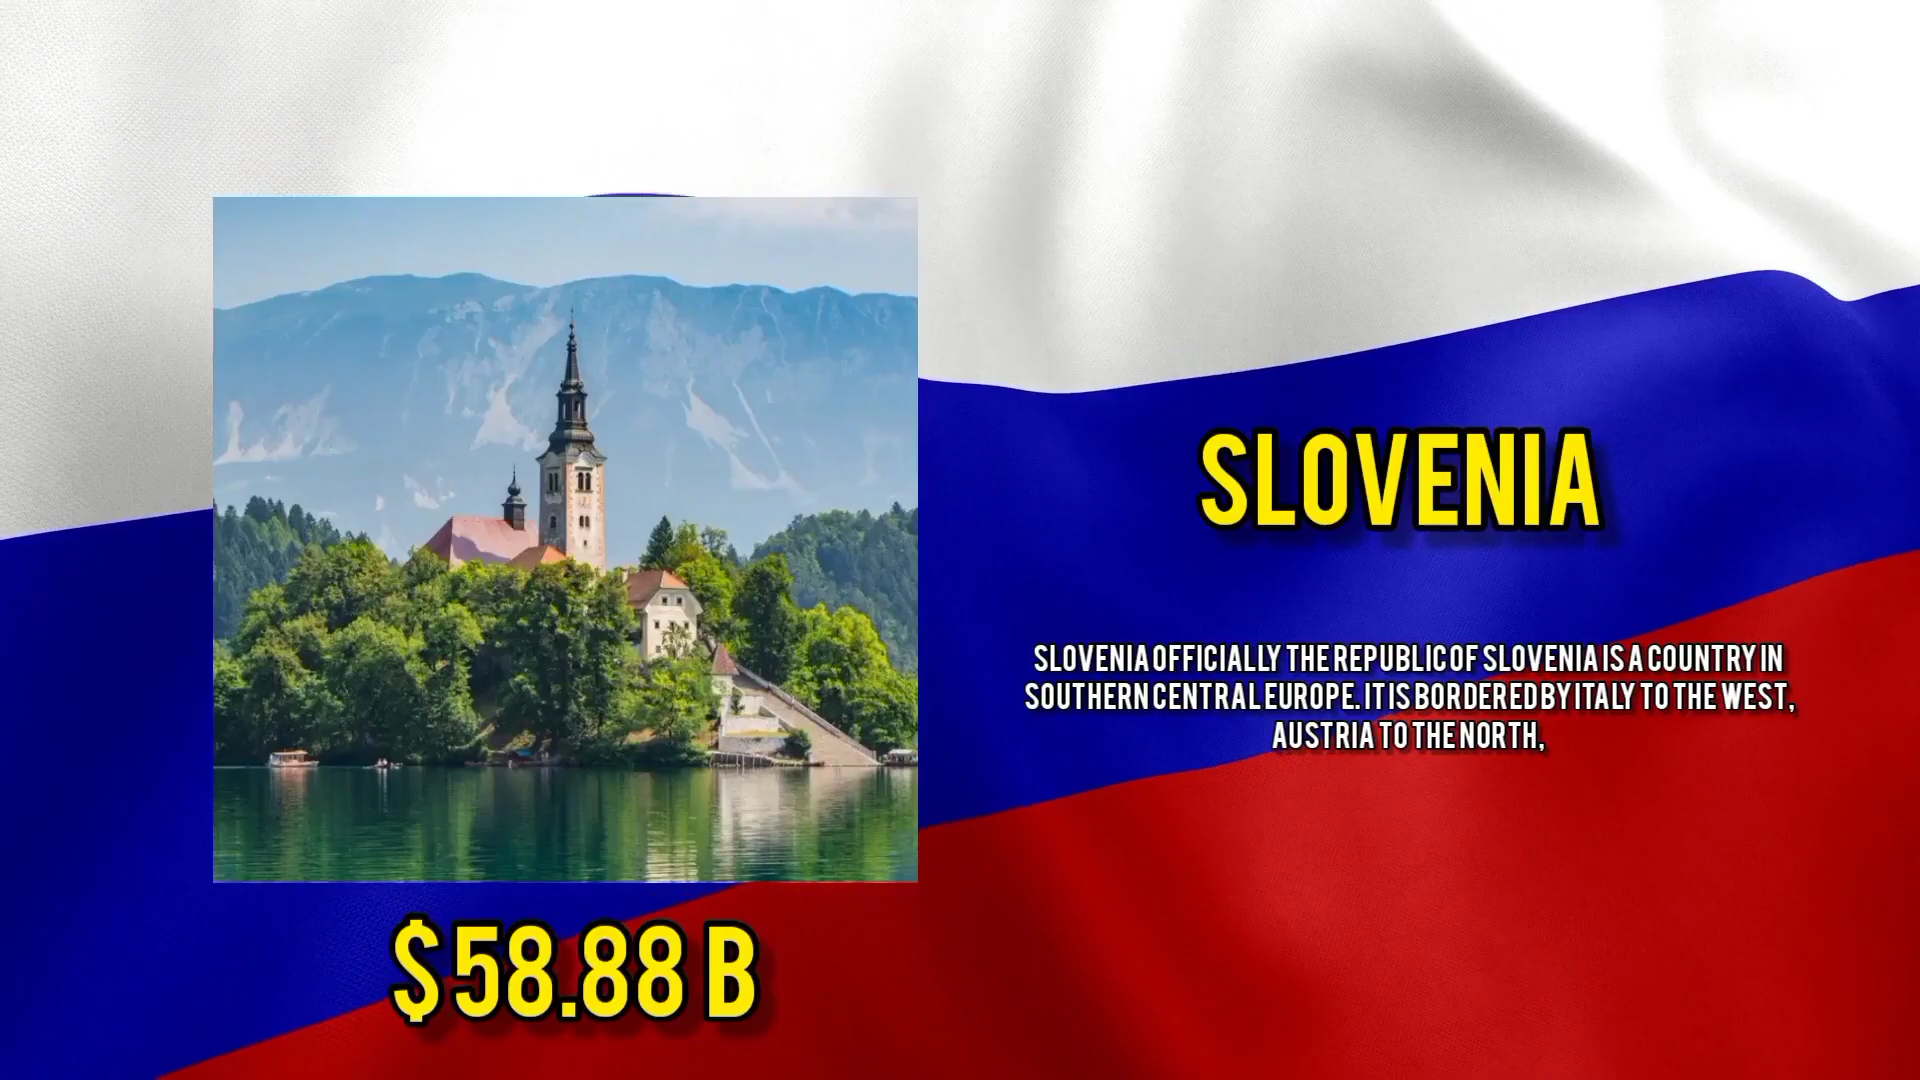 SLOVENIA
SLOVENIA OFFICIALLY THE REPUBLIC OF SLOVENIA IS A COUNTRY IN
SOUTHERN CENTRAL EUROPE. IT IS BORDERED BY ITALY TO THE WEST,
AUSTRIA TO THE NORTH,
$58.88 B